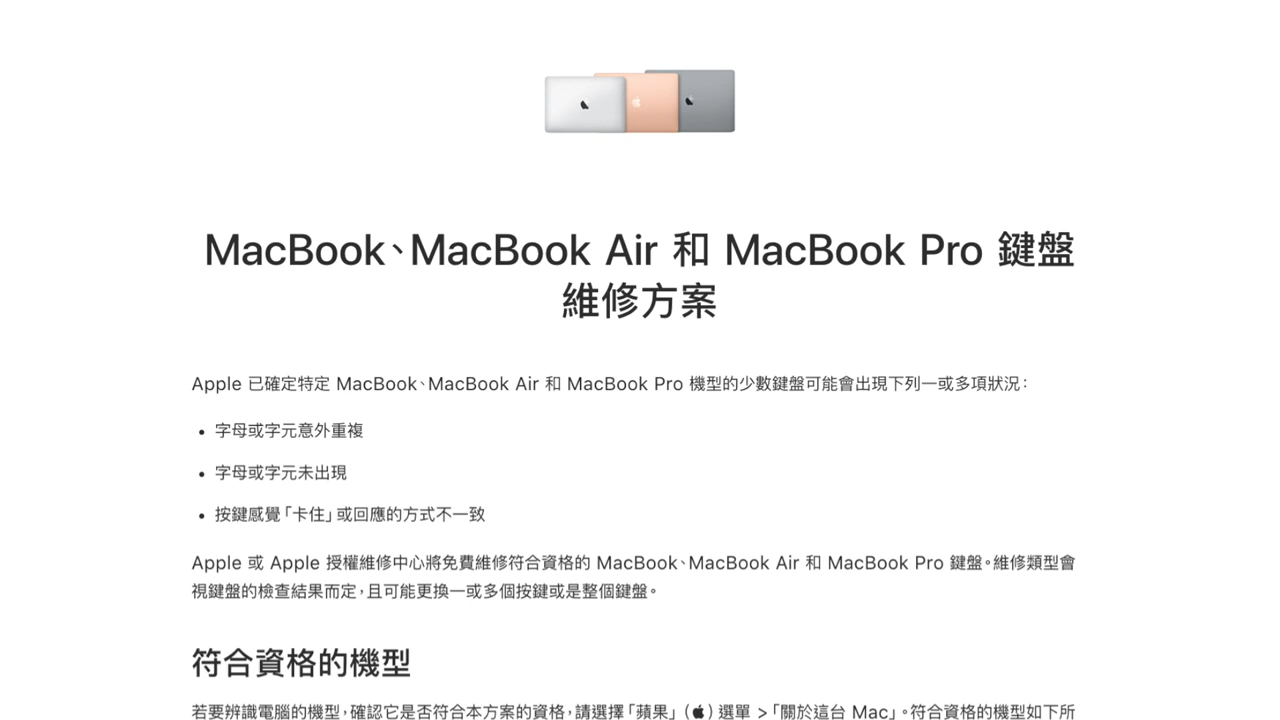 MacBook、MacBook Air 和 MacBook Pro 鍵盤
維修方案
Apple 已確定特定 MacBook、MacBook Air 和 MacBook Pro 機型的少數鍵盤可能會出現下列一或多項狀況：
• 字母或字元意外重複
• 字母或字元未出現
• 按鍵感覺「卡住」或回應的方式不一致
Apple 或 Apple 授權維修中心將免費維修符合資格的 MacBook、MacBook Air 和 MacBook Pro 鍵盤。維修類型會
視鍵盤的檢查結果而定，且可能更換一或多個按鍵或是整個鍵盤。
符合資格的機型
若要辨識電腦的機型，確認它是否符合本方案的資格，請選擇「蘋果」（）選單 >「關於這台 Mac」。符合資格的機型如下所